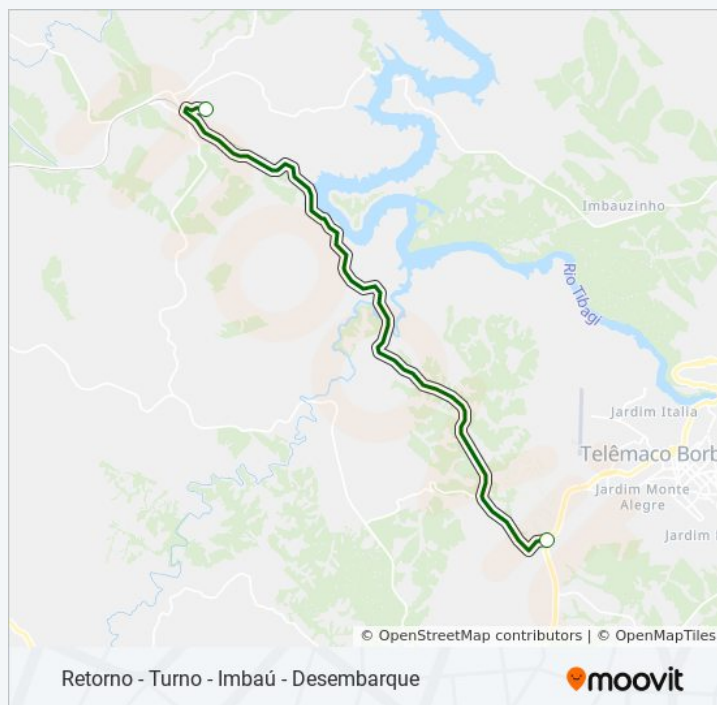 Imbauzinho
Rio Tibagi
Jardim Italia
Telêmaco Borb
Jardim Monte
Alegre
Jardim
© OpenStreetMap contributors | © OpenMapTiles
Retorno - Turno - Imbaú - Desembarque
moovit